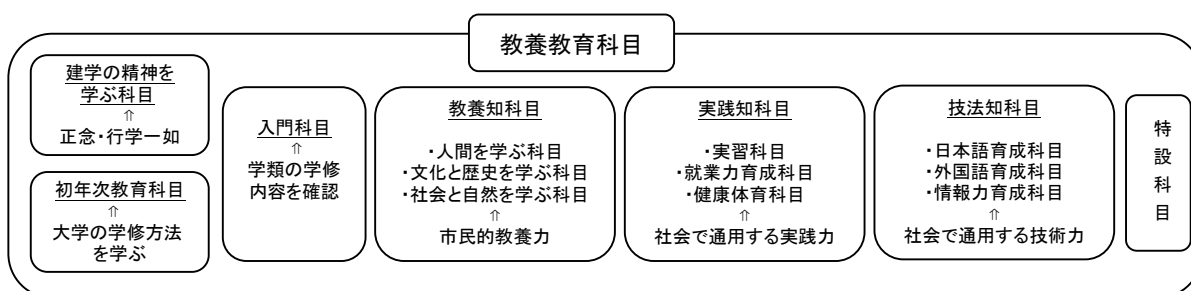 教養教育科目
建学の精神を
学ぶ科目
⇑
正念・行学一如
初年次教育科目
⇑
大学の学修方法
を学ぶ
入門科目
⇑
学類の学修
内容を確認
教養知科目
・人間を学ぶ科目
・文化と歴史を学ぶ科目
・社会と自然を学ぶ科目
⇑
市民的教養力
実践知科目
・実習科目
・就業力育成科目
・健康体育科目
⇑
社会で通用する実践力
技法知科目
・日本語育成科目
・外国語育成科目
・情報力育成科目
⇑
社会で通用する技術力
特設科目